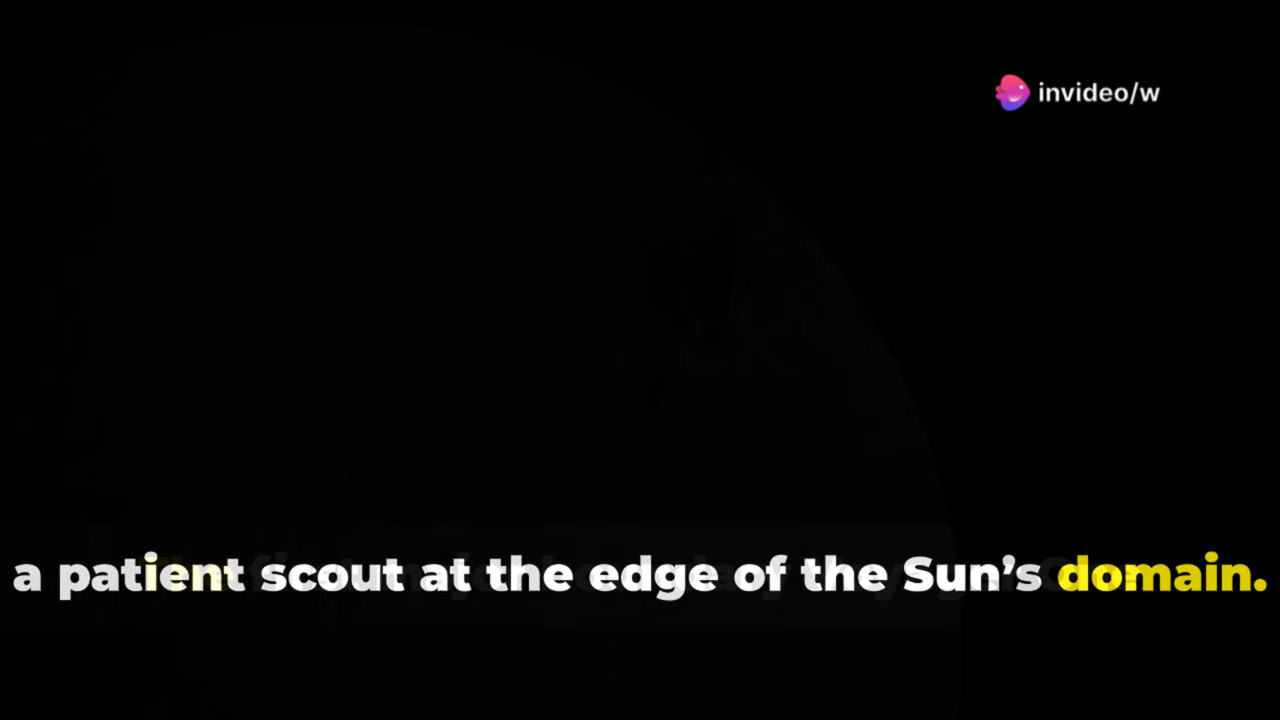 invideo/w
a patient scout at the edge of the Sun’s domain.